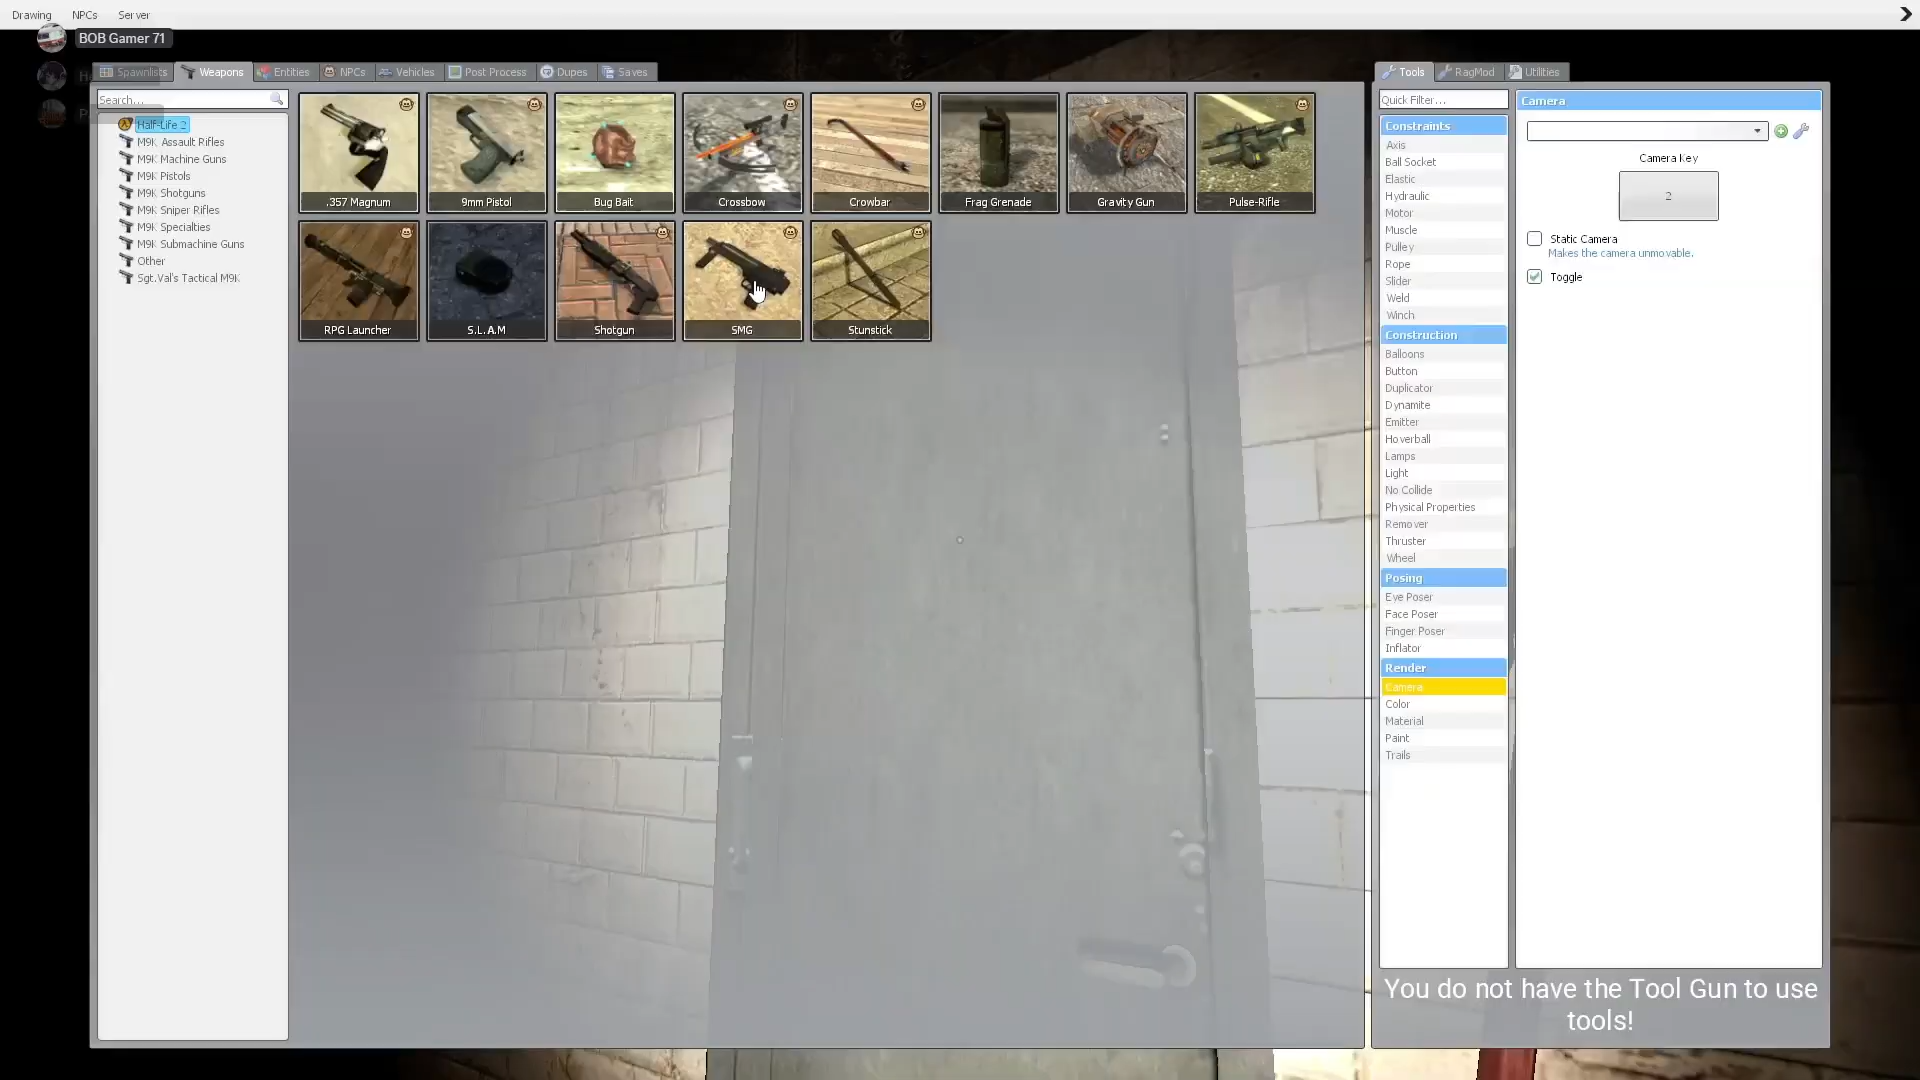 Drawing NPCs Server
BOB Gamer 71
Spawnlists Weapons Entities NPCs Vehicles Post Process Dupes Saves
Search...
Half-Life 2
M9K Assault Rifles
M9K Machine Guns
M9K Pistols
M9K Shotguns
M9K Sniper Rifles
M9K Specialties
M9K Submachine Guns
Other
Sgt.Val's Tactical M9K
.357 Magnum 9mm Pistol Bug Bait Crossbow Crowbar Frag Grenade Gravity Gun Pulse-Rifle
RPG Launcher S.L.A.M Shotgun SMG Stunstick
Tools RagMod Utilities
Quick Filter...
Constraints
Axis
Ball Socket
Elastic
Hydraulic
Motor
Muscle
Pulley
Rope
Slider
Weld
Winch
Construction
Balloons
Button
Duplicator
Dynamite
Emitter
Hoverball
Lamps
Light
No Collide
Physical Properties
Remover
Thruster
Wheel
Posing
Eye Poser
Face Poser
Finger Poser
Inflator
Render
Camera
Color
Material
Paint
Trails
Camera
Camera Key
2
Static Camera
Makes the camera unmovable.
Toggle
You do not have the Tool Gun to use
tools!